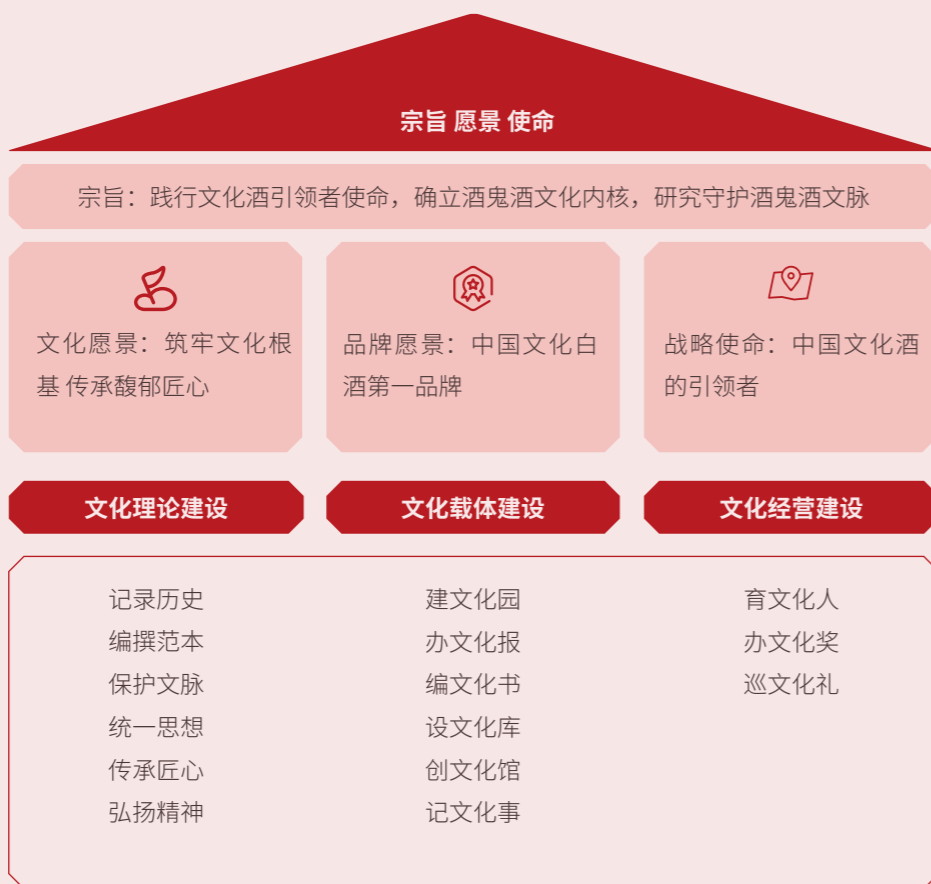 宗旨 愿景 使命
宗旨：践行文化酒引领者使命，确立酒鬼酒文化内核，研究守护酒鬼酒文脉
文化愿景：筑牢文化根
基 传承馥郁匠心
品牌愿景：中国文化白
酒第一品牌
战略使命：中国文化酒
的引领者
文化理论建设
文化载体建设
文化经营建设
记录历史
编撰范本
保护文脉
统一思想
传承匠心
弘扬精神
建文化园
办文化报
编文化书
设文化库
创文化馆
记文化事
育文化人
办文化奖
巡文化礼